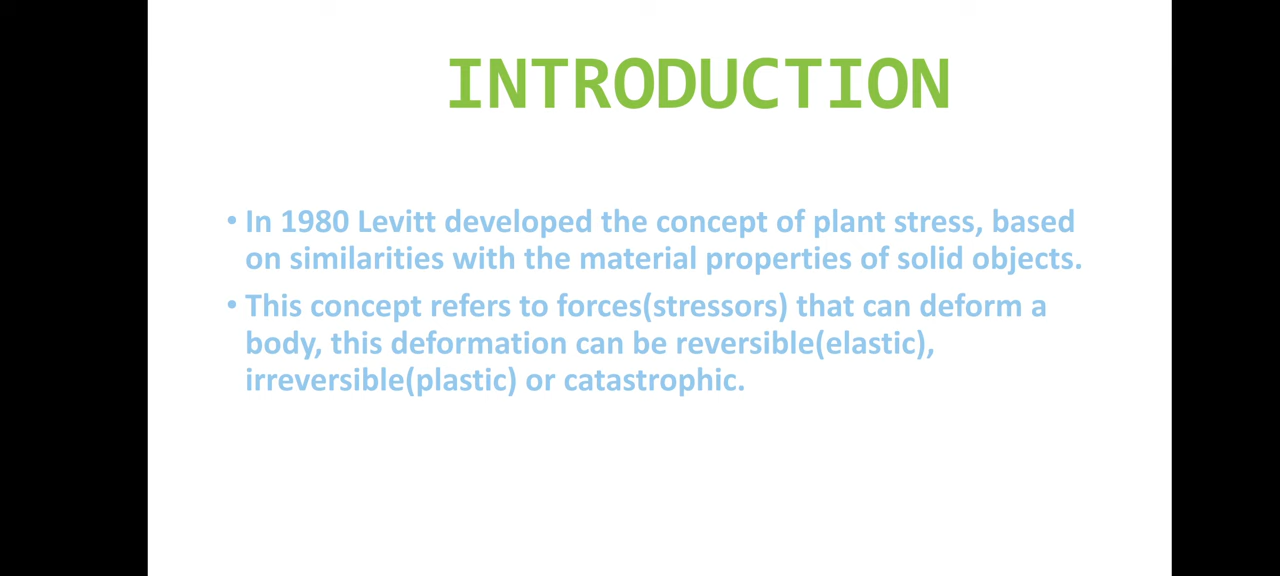 INTRODUCTION
• In 1980 Levitt developed the concept of plant stress, based
on similarities with the material properties of solid objects.
• This concept refers to forces(stressors) that can deform a
body, this deformation can be reversible(elastic),
irreversible(plastic) or catastrophic.